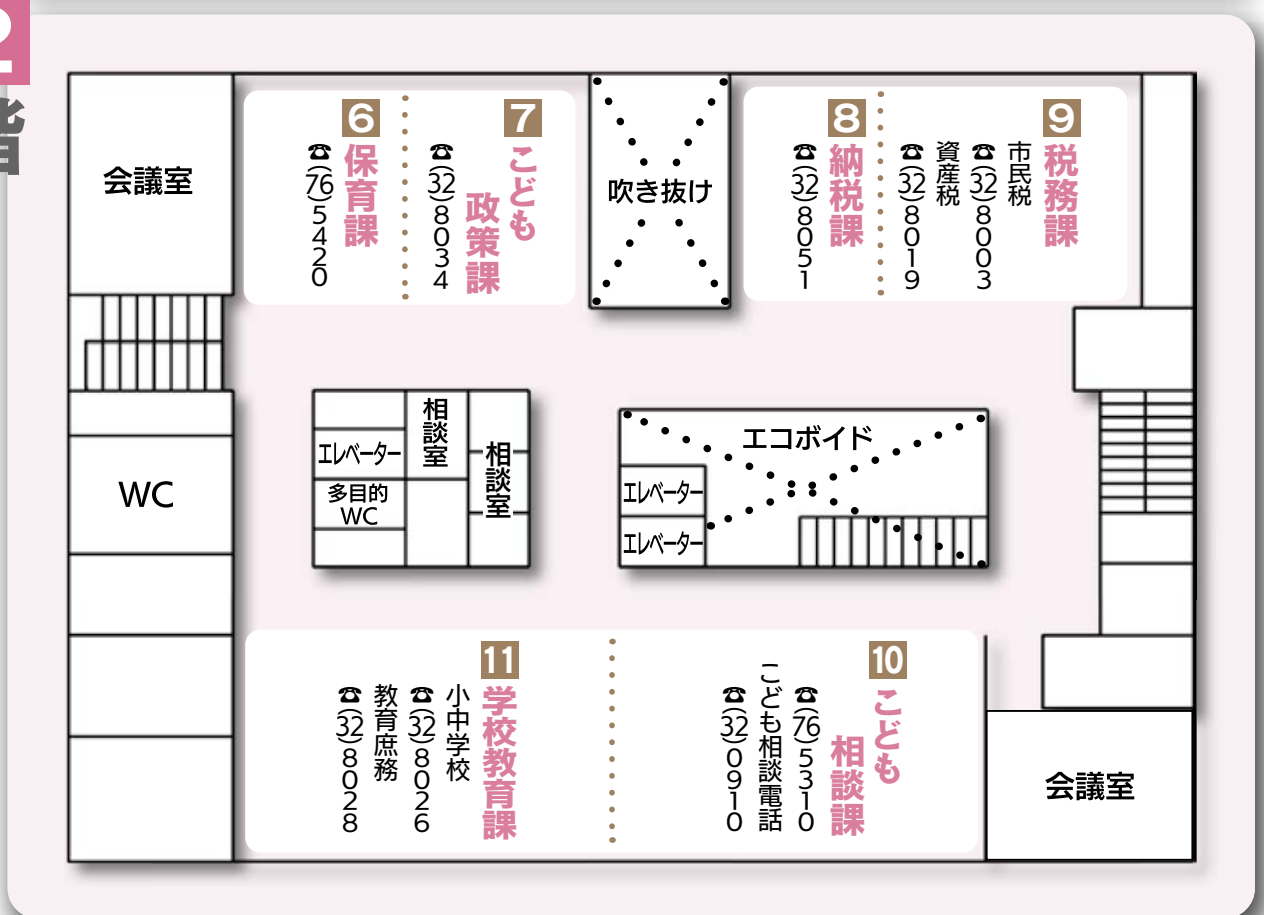 2
階
会議室
6
保育課
☎(76)5420
7
こども
政策課
☎(32)8034
吹き抜け
8
納税課
☎(32)8051
9
税務課
市民税
☎(32)8003
資産税
☎(32)8019
エレベーター
多目的
WC
相談室
相談室
エコボイド
エレベーター
エレベーター
WC
10
こども
相談課
☎(76)5310
こども相談電話
☎(32)0910
11
学校教育課
小中学校
☎(32)8026
教育庶務
☎(32)8028
会議室